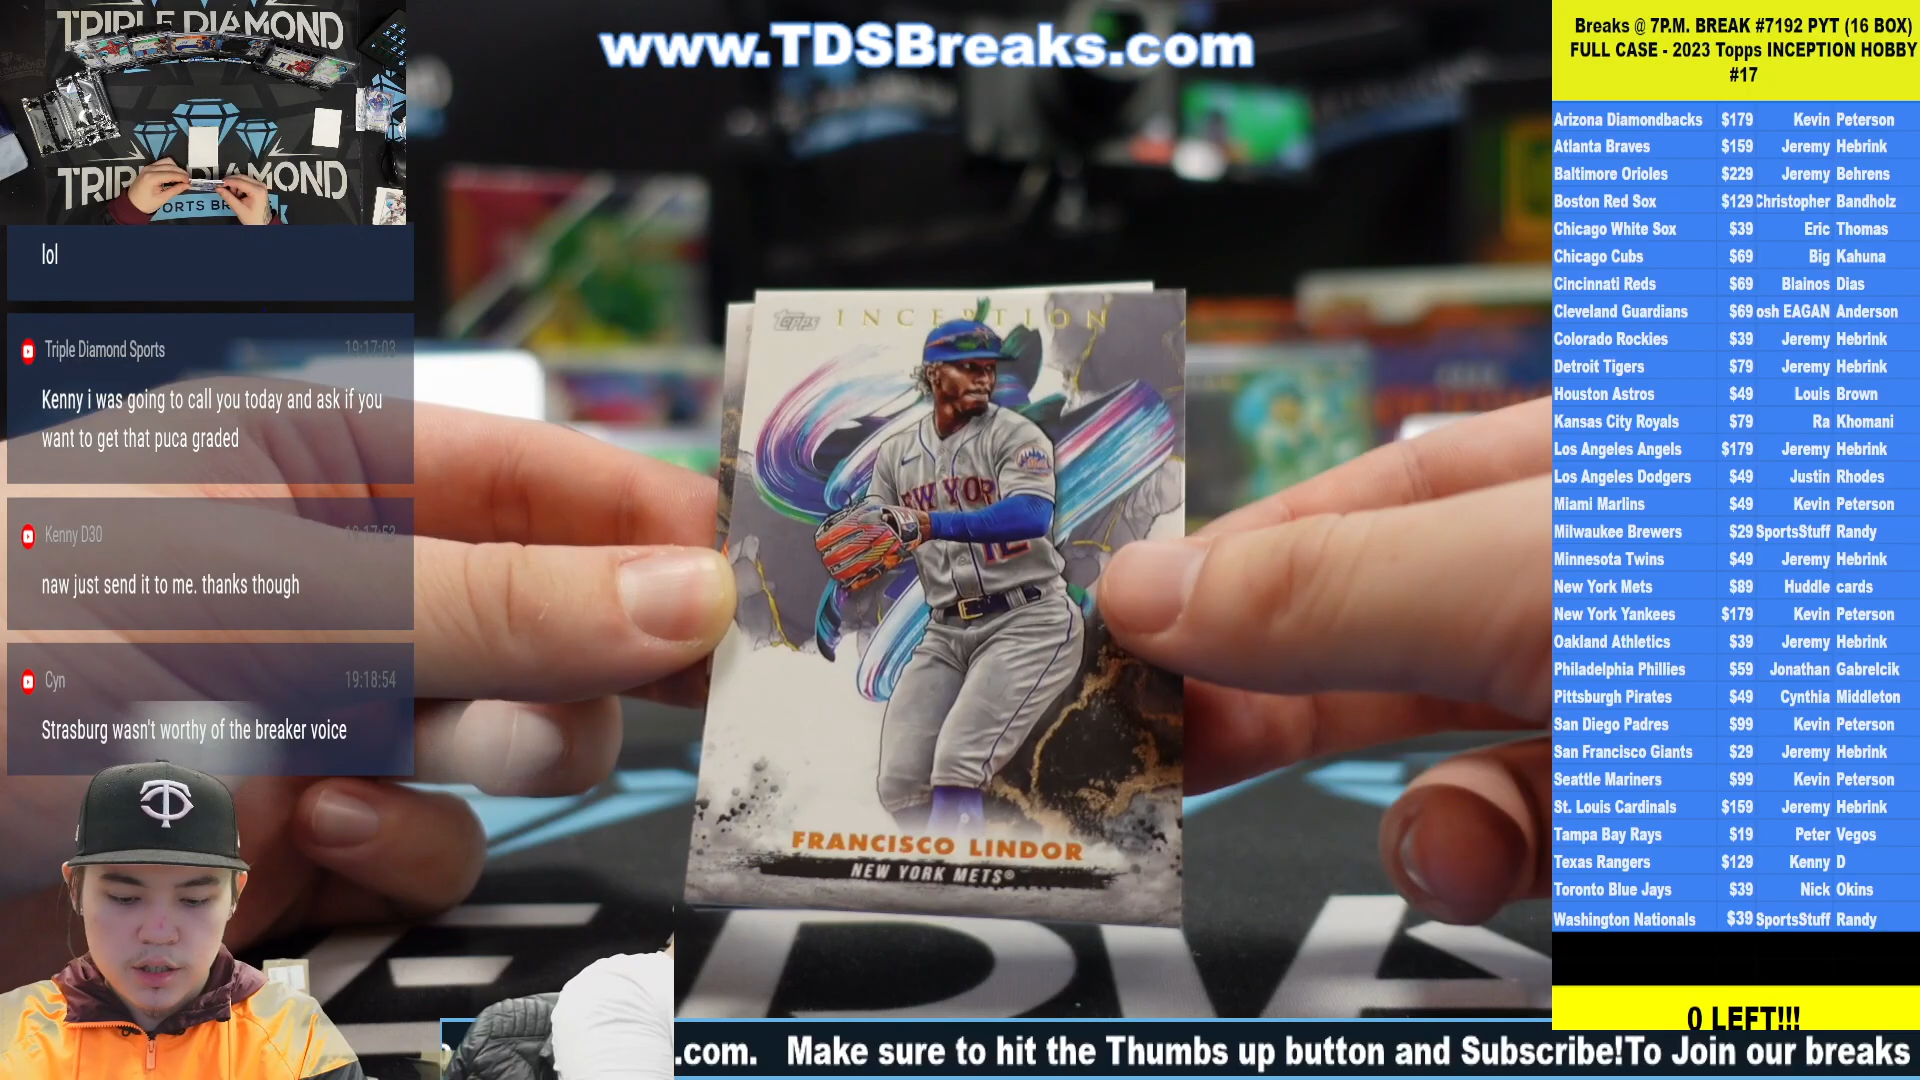 TRIPLE DIAMOND
TRIPLE DIAMOND
SPORTS BR
lol
Triple Diamond Sports 19:17:03
Kenny i was going to call you today and ask if you
want to get that puca graded
Kenny D30 19:17:53
naw just send it to me. thanks though
Cyn 19:18:54
Strasburg wasn't worthy of the breaker voice
www.TDSBreaks.com
Topps INCEPTION
NEW YOR
12
FRANCISCO LINDOR
NEW YORK METS®
TC
Breaks @ 7P.M. BREAK #7192 PYT (16 BOX)
FULL CASE - 2023 Topps INCEPTION HOBBY
#17
Arizona Diamondbacks $179 Kevin Peterson
Atlanta Braves $159 Jeremy Hebrink
Baltimore Orioles $229 Jeremy Behrens
Boston Red Sox $129 Christopher Bandholz
Chicago White Sox $39 Eric Thomas
Chicago Cubs $69 Big Kahuna
Cincinnati Reds $69 Blainos Dias
Cleveland Guardians $69 osh EAGAN Anderson
Colorado Rockies $39 Jeremy Hebrink
Detroit Tigers $79 Jeremy Hebrink
Houston Astros $49 Louis Brown
Kansas City Royals $79 Ra Khomani
Los Angeles Angels $179 Jeremy Hebrink
Los Angeles Dodgers $49 Justin Rhodes
Miami Marlins $49 Kevin Peterson
Milwaukee Brewers $29 SportsStuff Randy
Minnesota Twins $49 Jeremy Hebrink
New York Mets $89 Huddle cards
New York Yankees $179 Kevin Peterson
Oakland Athletics $39 Jeremy Hebrink
Philadelphia Phillies $59 Jonathan Gabrelcik
Pittsburgh Pirates $49 Cynthia Middleton
San Diego Padres $99 Kevin Peterson
San Francisco Giants $29 Jeremy Hebrink
Seattle Mariners $99 Kevin Peterson
St. Louis Cardinals $159 Jeremy Hebrink
Tampa Bay Rays $19 Peter Vegos
Texas Rangers $129 Kenny D
Toronto Blue Jays $39 Nick Okins
Washington Nationals $39 SportsStuff Randy
0 LEFT!!!
.com. Make sure to hit the Thumbs up button and Subscribe!To Join our breaks